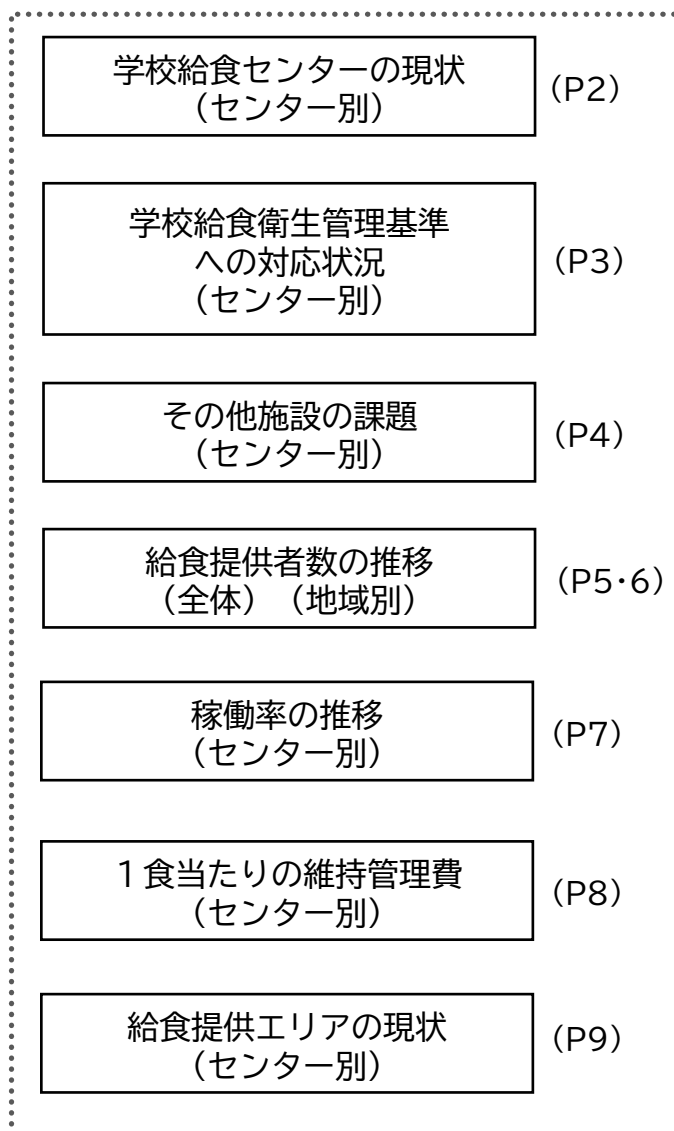 学校給食センターの現状
（センター別）
（P2）
学校給食衛生管理基準
への対応状況
（センター別）
（P3）
その他施設の課題
（センター別）
（P4）
給食提供者数の推移
（全体）（地域別）
（P5・6）
稼働率の推移
（センター別）
（P7）
１食当たりの維持管理費
（センター別）
（P8）
給食提供エリアの現状
（センター別）
（P9）